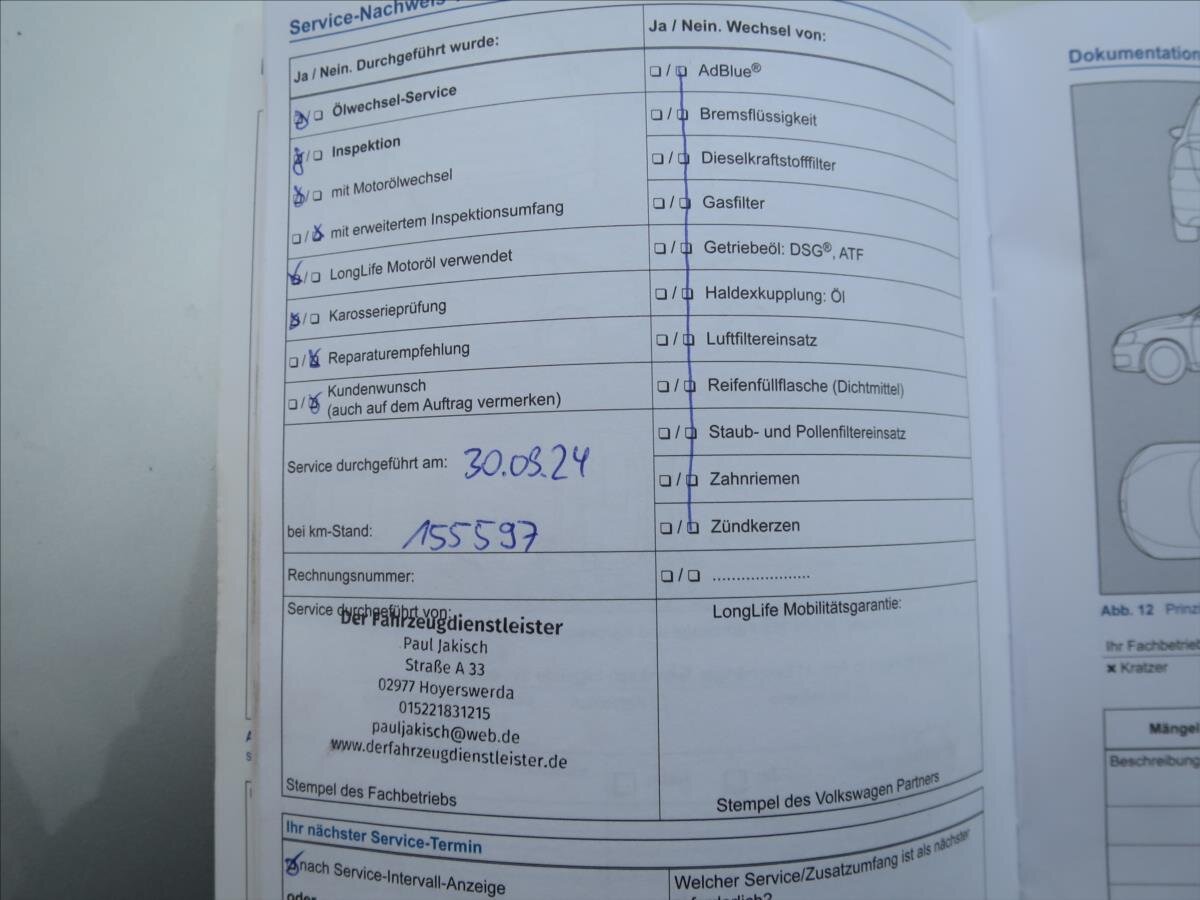 Service-Nachweis
Ja / Nein. Durchgeführt wurde:
Ölwechsel-Service
Inspektion
mit Motorölwechsel
mit erweitertem Inspektionsumfang
LongLife Motoröl verwendet
Karosserieprüfung
Reparaturempfehlung
Kundenwunsch
(auch auf dem Auftrag vermerken)
Service durchgeführt am: 30.09.24
bei km-Stand: 155597
Rechnungsnummer:
Service durchgeführt von:
Der Fahrzeugdienstleister
Paul Jakisch
Straße A 33
02977 Hoyerswerda
015221831215
pauljakisch@web.de
www.derfahrzeugdienstleister.de
Stempel des Fachbetriebs
Ja / Nein. Wechsel von:
AdBlue®
Bremsflüssigkeit
Dieselkraftstofffilter
Gasfilter
Getriebeöl: DSG®, ATF
Haldexkupplung: Öl
Luftfiltereinsatz
Reifenfüllflasche (Dichtmittel)
Staub- und Pollenfiltereinsatz
Zahnriemen
Zündkerzen
.....................
LongLife Mobilitätsgarantie:
Stempel des Volkswagen Partners
Ihr nächster Service-Termin
nach Service-Intervall-Anzeige
oder
Welcher Service/Zusatzumfang ist als nächster
erforderlich?
Dokumentation
Abb. 12 Prinz
Ihr Fachbetrieb
× Kratzer
Mängel
Beschreibung